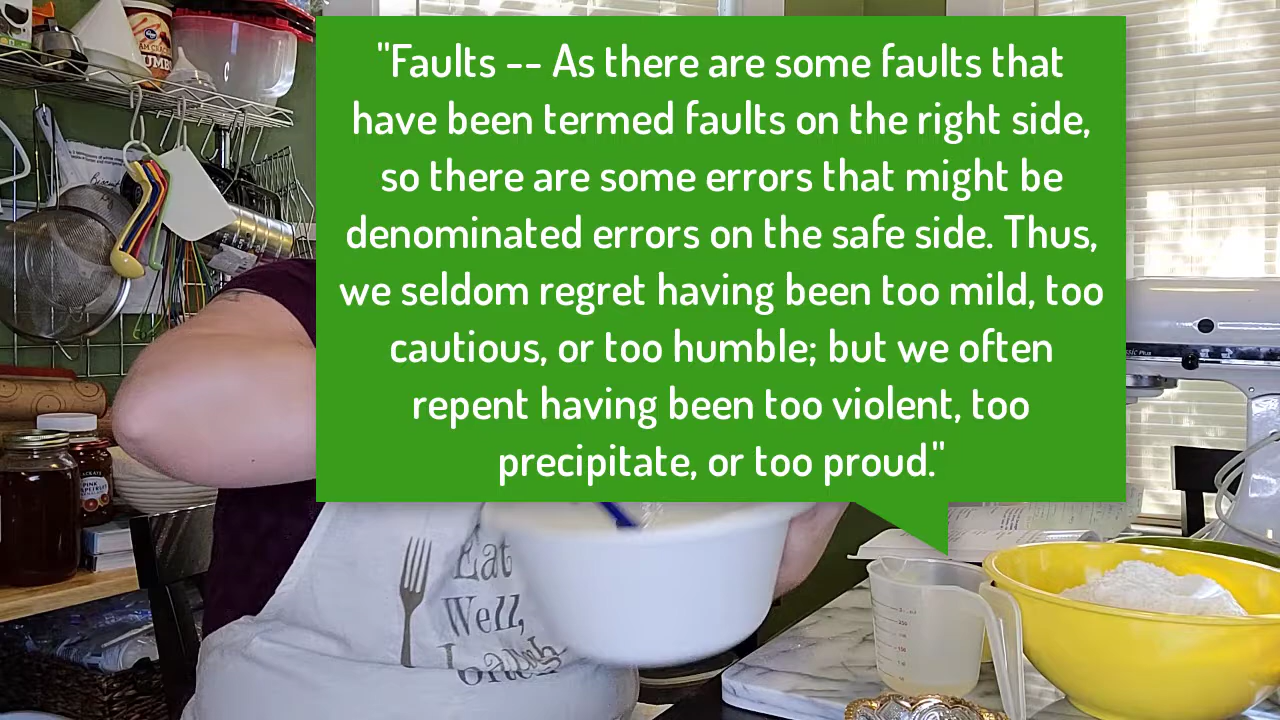 "Faults -- As there are some faults that
have been termed faults on the right side,
so there are some errors that might be
denominated errors on the safe side. Thus,
we seldom regret having been too mild, too
cautious, or too humble; but we often
repent having been too violent, too
precipitate, or too proud."
Eat
Well,
Laugh